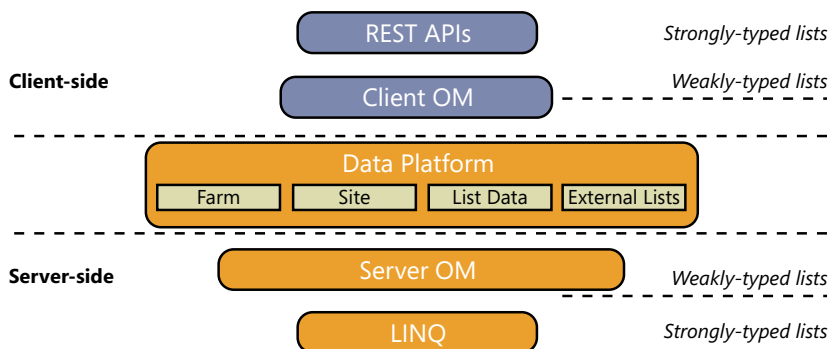 REST APIs
Strongly-typed lists
Client-side
Client OM
Weakly-typed lists
Data Platform
Farm
Site
List Data
External Lists
Server-side
Server OM
Weakly-typed lists
LINQ
Strongly-typed lists